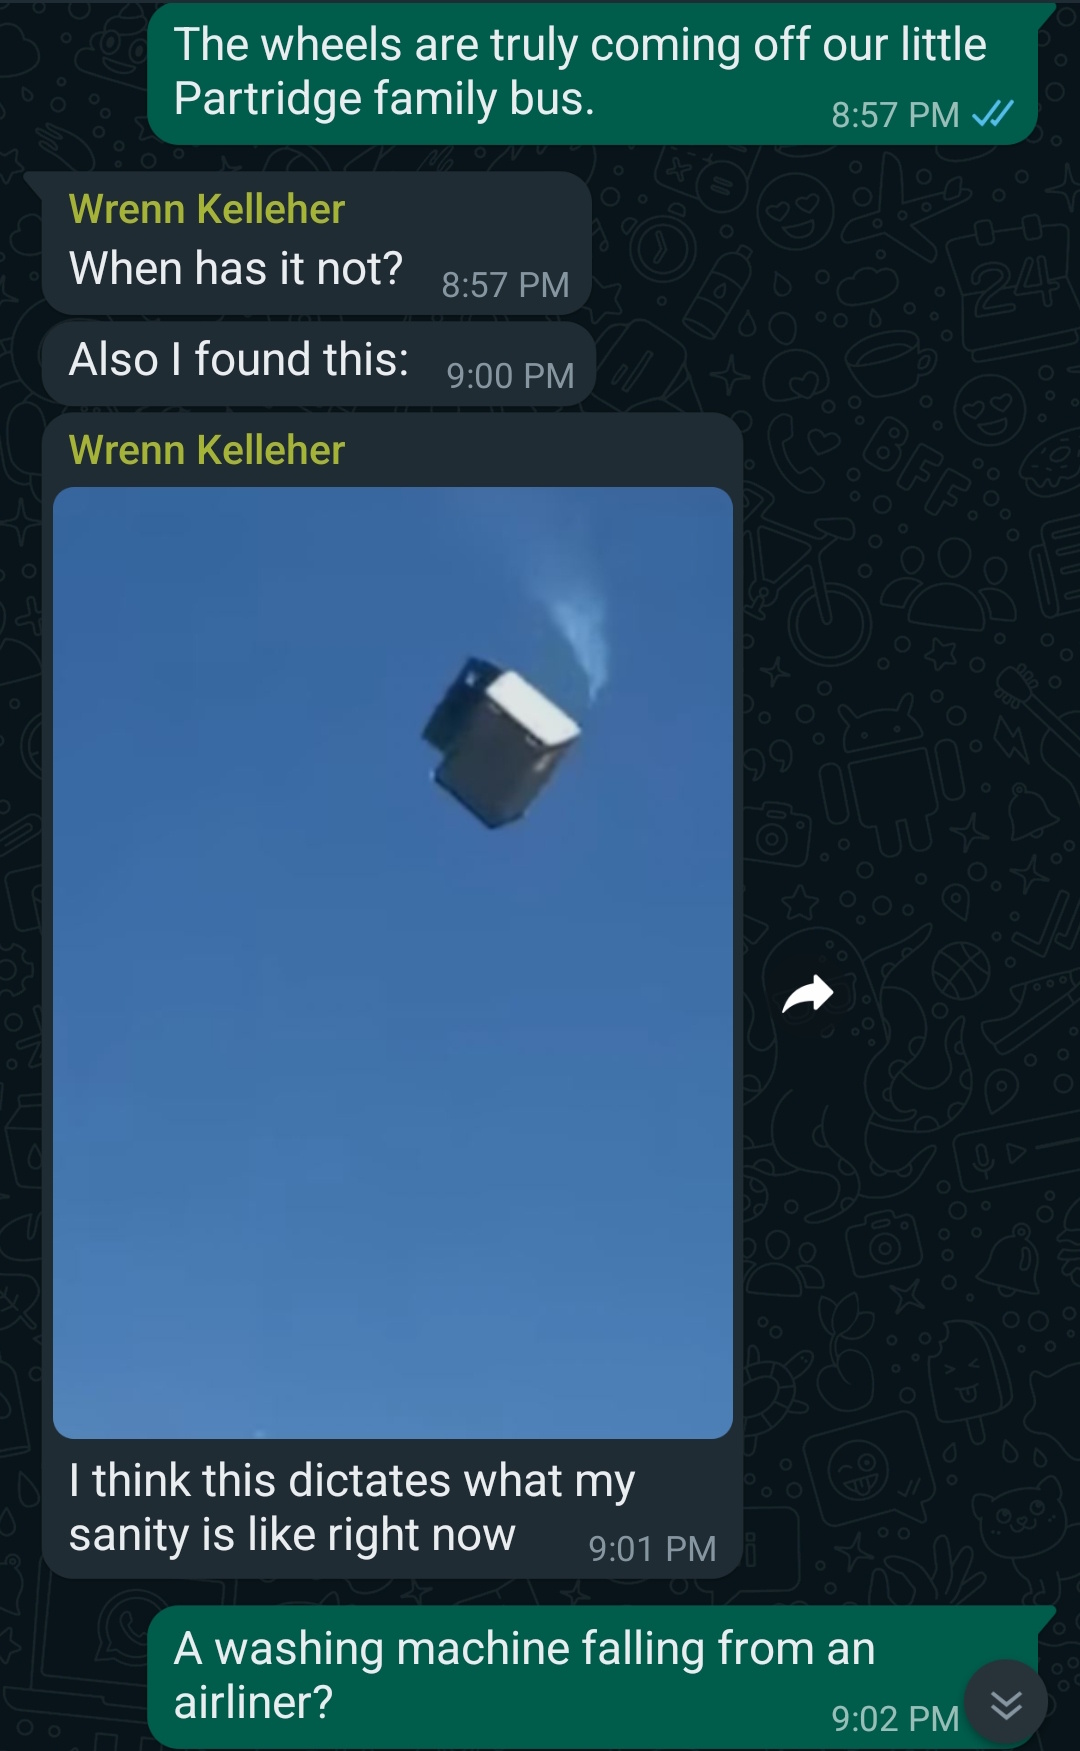 The wheels are truly coming off our little
Partridge family bus.
8:57 PM
Wrenn Kelleher
When has it not?
8:57 PM
Also I found this:
9:00 PM
Wrenn Kelleher
I think this dictates what my
sanity is like right now
9:01 PM
A washing machine falling from an
airliner?
9:02 PM